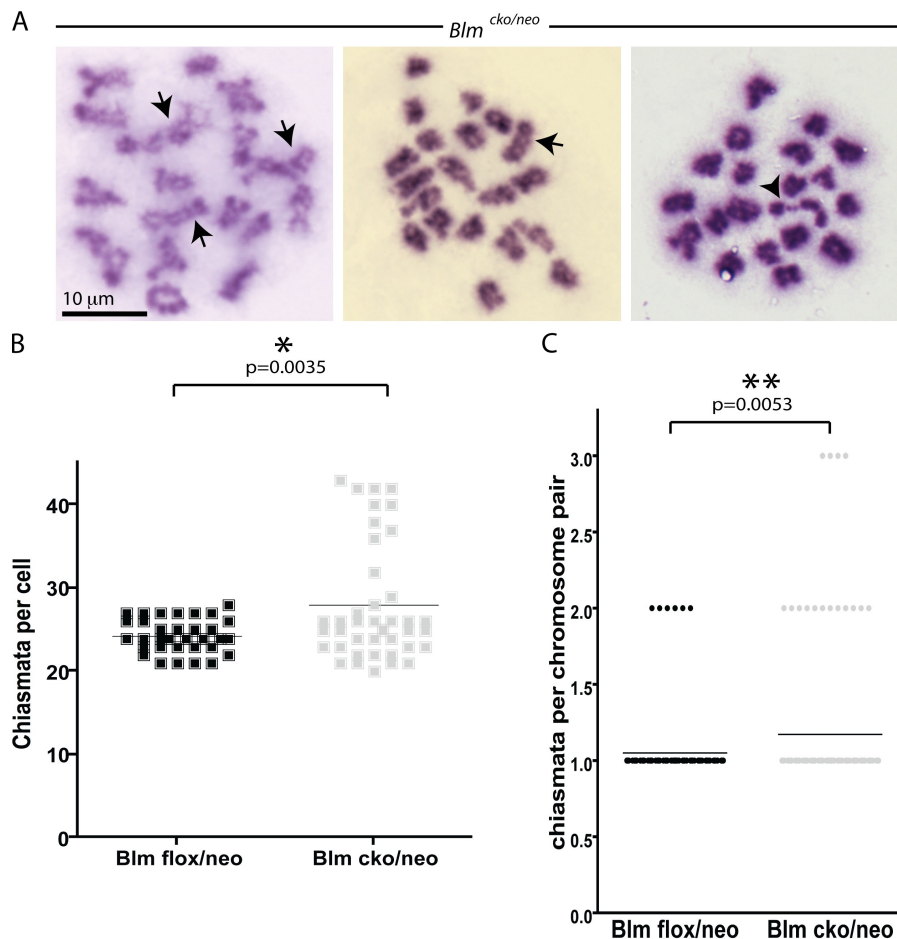 A
Blm cko/neo
10 μm
B
*
p=0.0035
Chiasmata per cell
40
30
20
10
0
Blm flox/neo
Blm cko/neo
C
**
p=0.0053
chiasmata per chromosome pair
3.0
2.5
2.0
1.5
1.0
0.5
0.0
Blm flox/neo
Blm cko/neo